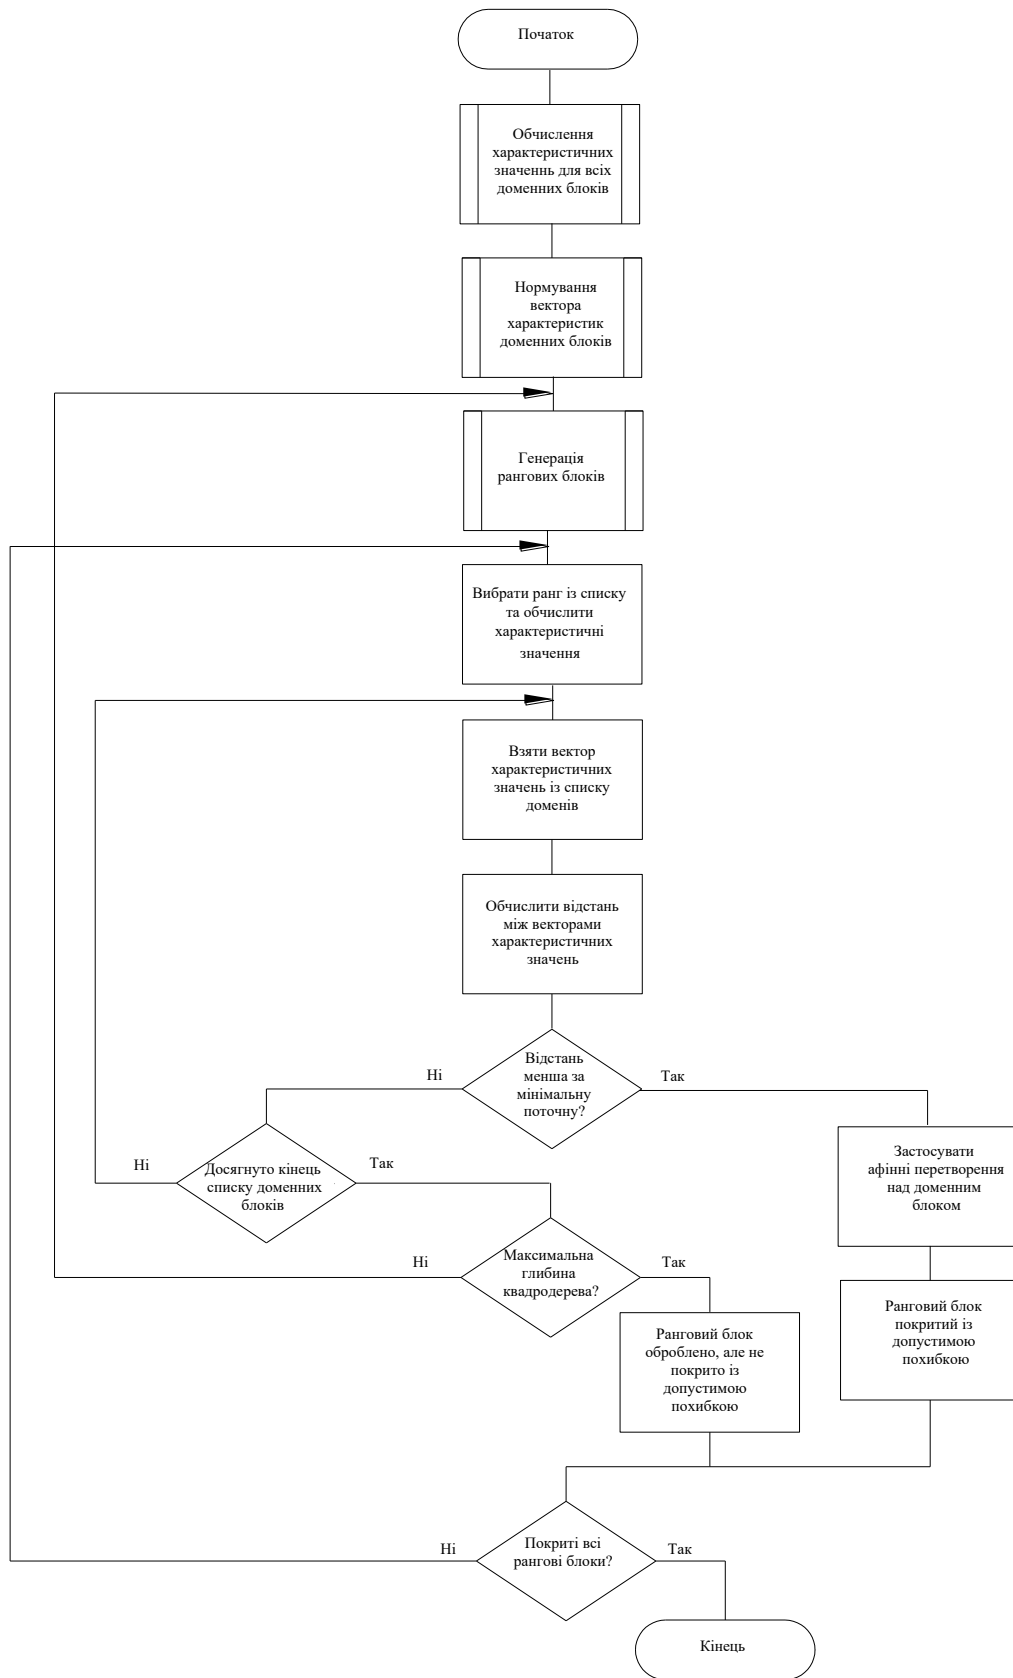 Початок
Обчислення
характеристичних
значеннь для всіх
доменних блоків
Нормування
вектора
характеристик
доменних блоків
Генерація
рангових блоків
Вибрати ранг із списку
та обчислити
характеристичні
значення
Взяти вектор
характеристичних
значень із списку
доменів
Обчислити відстань
між векторами
характеристичних
значень
Відстань
менша за
мінімальну
поточну?
Ні
Так
Досягнуто кінець
списку доменних
блоків
Ні
Так
Застосувати
афінні перетворення
над доменним
блоком
Максимальна
глибина
квадродерева?
Ні
Так
Ранговий блок
покритий із
допустимою
похибкою
Ранговий блок
оброблено, але не
покрито із
допустимою
похибкою
Покриті всі
рангові блоки?
Ні
Так
Кінець